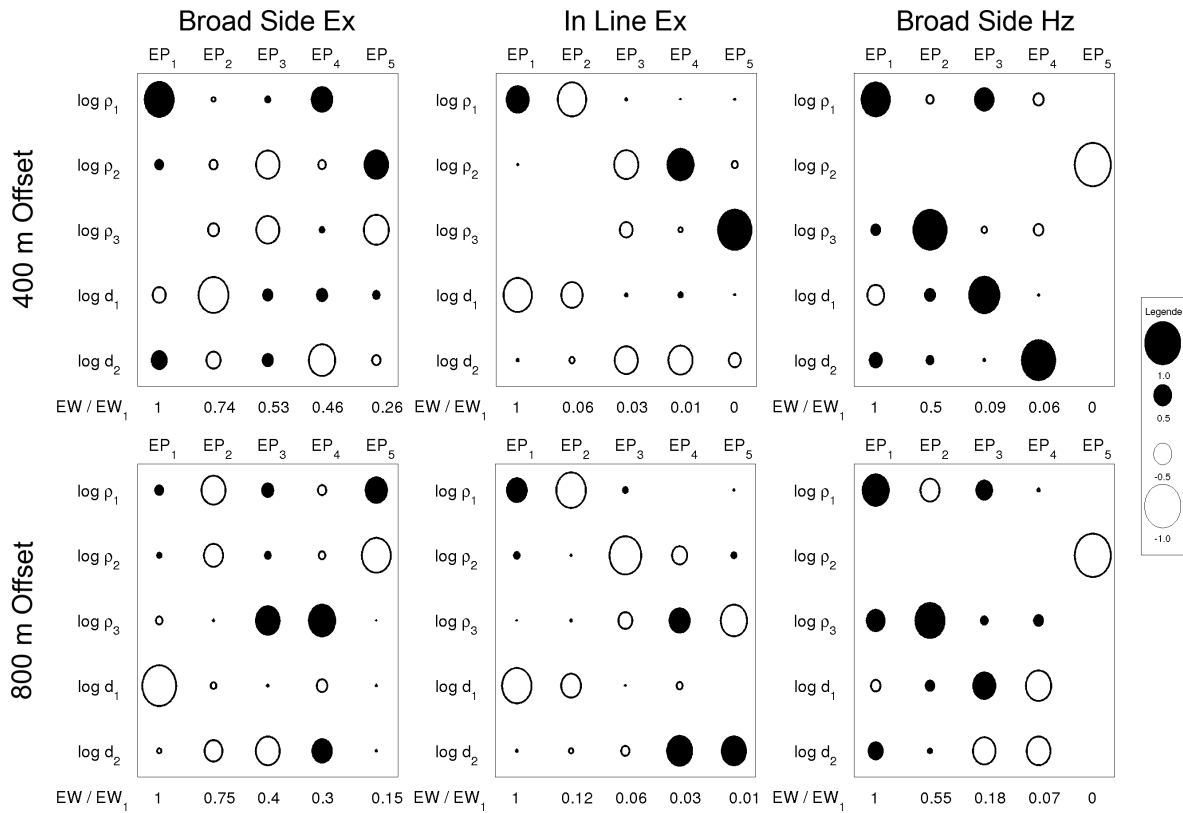 Broad Side Ex In Line Ex Broad Side Hz
400 m Offset
EP1 EP2 EP3 EP4 EP5 EP1 EP2 EP3 EP4 EP5 EP1 EP2 EP3 EP4 EP5
log ρ1 log ρ1 log ρ1
log ρ2 log ρ2 log ρ2
log ρ3 log ρ3 log ρ3
log d1 log d1 log d1
log d2 log d2 log d2
EW / EW1 1 0.74 0.53 0.46 0.26 EW / EW1 1 0.06 0.03 0.01 0 EW / EW1 1 0.5 0.09 0.06 0
800 m Offset
EP1 EP2 EP3 EP4 EP5 EP1 EP2 EP3 EP4 EP5 EP1 EP2 EP3 EP4 EP5
log ρ1 log ρ1 log ρ1
log ρ2 log ρ2 log ρ2
log ρ3 log ρ3 log ρ3
log d1 log d1 log d1
log d2 log d2 log d2
EW / EW1 1 0.75 0.4 0.3 0.15 EW / EW1 1 0.12 0.06 0.03 0.01 EW / EW1 1 0.55 0.18 0.07 0
Legende
1.0
0.5
-0.5
-1.0